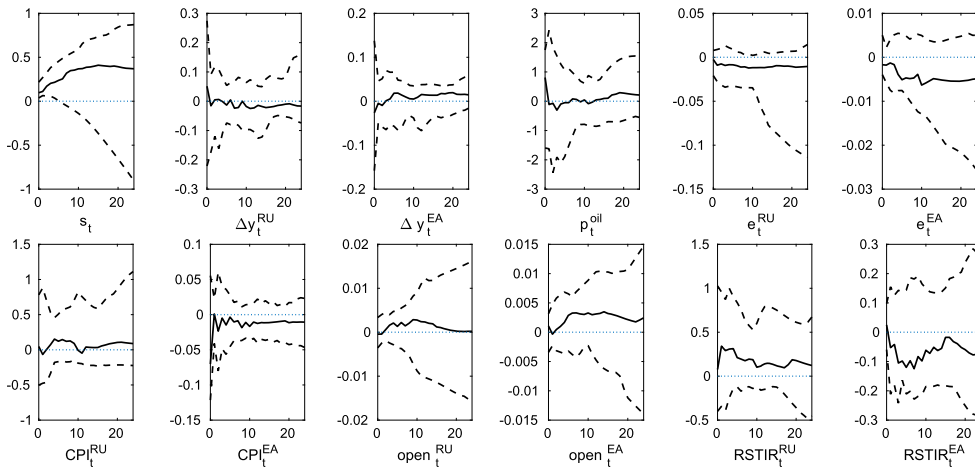 1
0.5
0
-0.5
-1
0 10 20
s_t
0.3
0.2
0.1
0
-0.1
-0.2
-0.3
0 10 20
Δy_t^RU
0.2
0.1
0
-0.1
-0.2
0 10 20
Δ y_t^EA
3
2
1
0
-1
-2
-3
0 10 20
p_t^oil
0.05
0
-0.05
-0.1
-0.15
0 10 20
e_t^RU
0.01
0
-0.01
-0.02
-0.03
0 10 20
e_t^EA
1.5
1
0.5
0
-0.5
-1
0 10 20
CPI_t^RU
0.1
0.05
0
-0.05
-0.1
-0.15
0 10 20
CPI_t^EA
0.02
0.01
0
-0.01
-0.02
0 10 20
open_t^RU
0.015
0.01
0.005
0
-0.005
-0.01
-0.015
0 10 20
open_t^EA
1.5
1
0.5
0
-0.5
0 10 20
RSTIR_t^RU
0.3
0.2
0.1
0
-0.1
-0.2
-0.3
0 10 20
RSTIR_t^EA